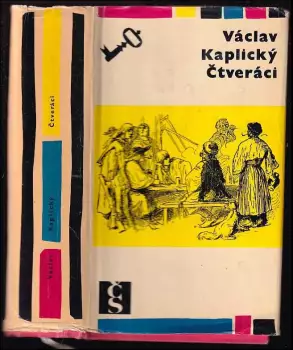 Václav
Kaplický
Čtveráci
Čtveráci
Kaplický
Václav
čs